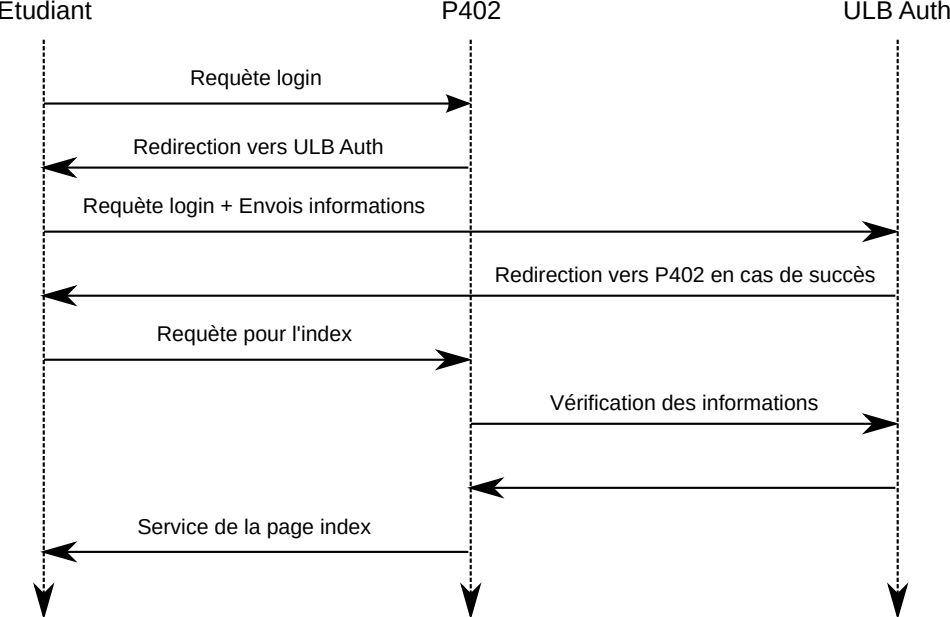 Etudiant
P402
ULB Auth
Requète login
Redirection vers ULB Auth
Requète login + Envois informations
Redirection vers P402 en cas de succès
Requète pour l'index
Vérification des informations
Service de la page index